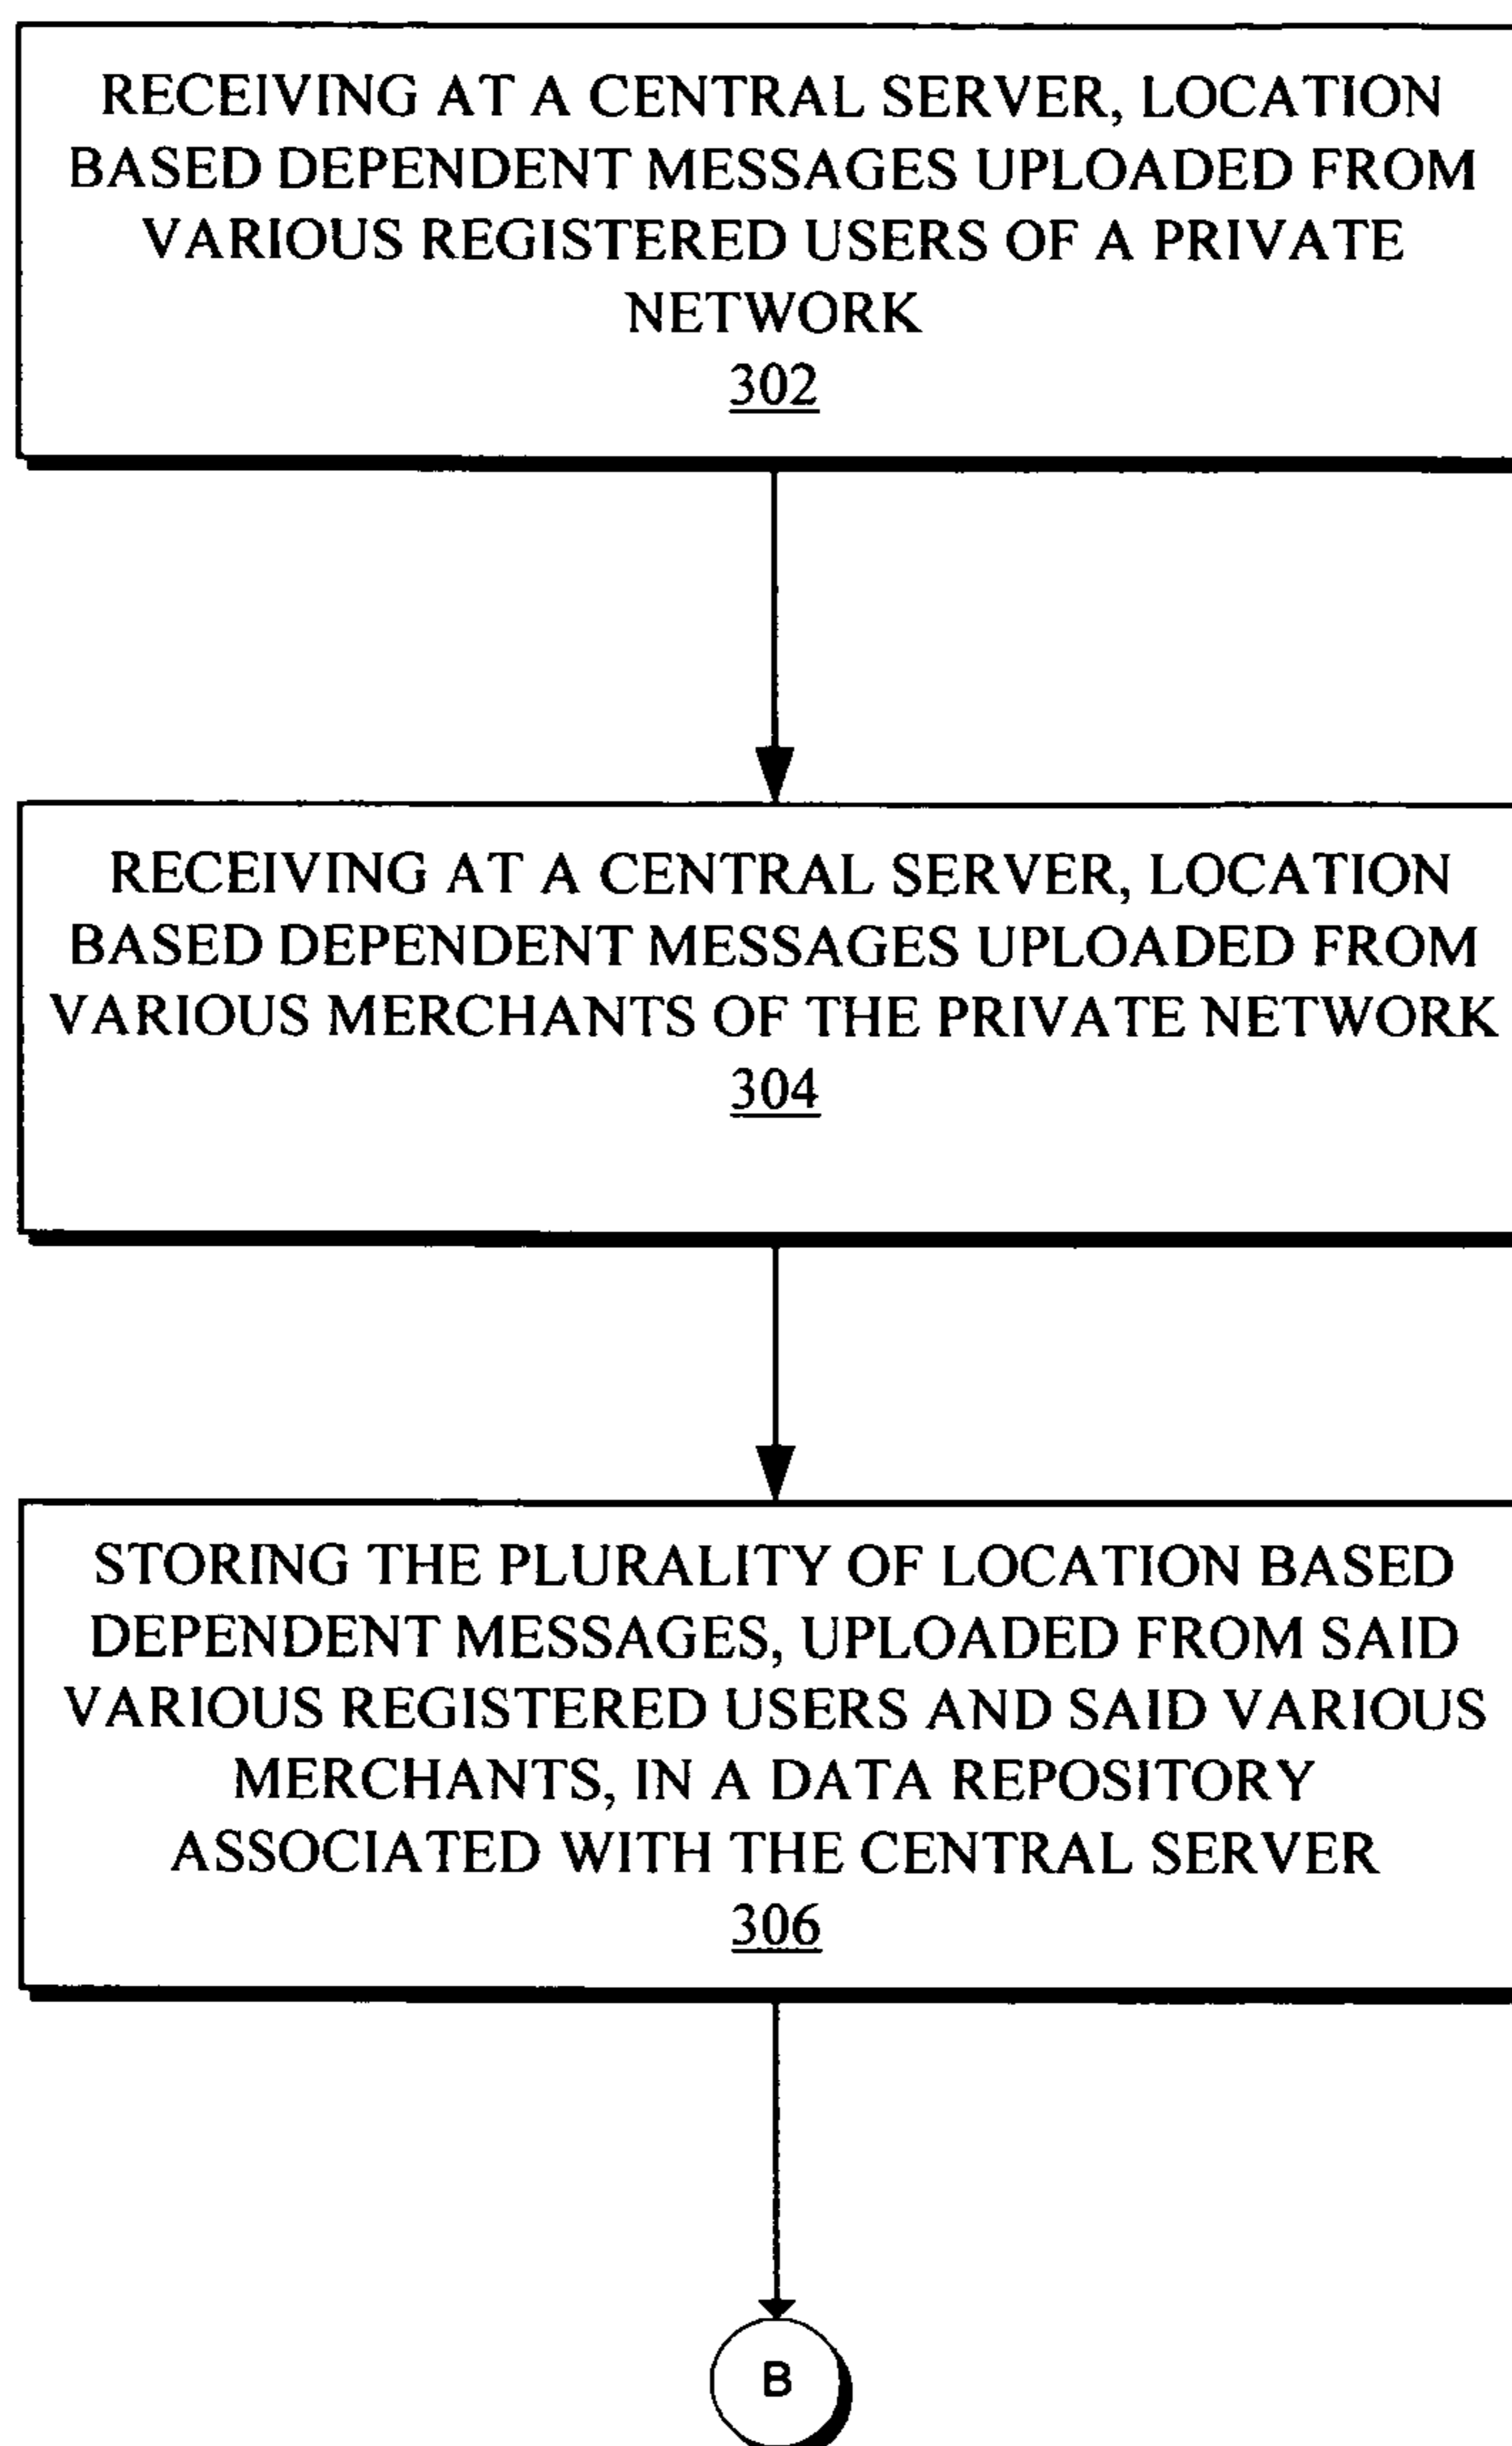 RECEIVING AT A CENTRAL SERVER, LOCATION
BASED DEPENDENT MESSAGES UPLOADED FROM
VARIOUS REGISTERED USERS OF A PRIVATE
NETWORK
302
RECEIVING AT A CENTRAL SERVER, LOCATION
BASED DEPENDENT MESSAGES UPLOADED FROM
VARIOUS MERCHANTS OF THE PRIVATE NETWORK
304
STORING THE PLURALITY OF LOCATION BASED
DEPENDENT MESSAGES, UPLOADED FROM SAID
VARIOUS REGISTERED USERS AND SAID VARIOUS
MERCHANTS, IN A DATA REPOSITORY
ASSOCIATED WITH THE CENTRAL SERVER
306
B